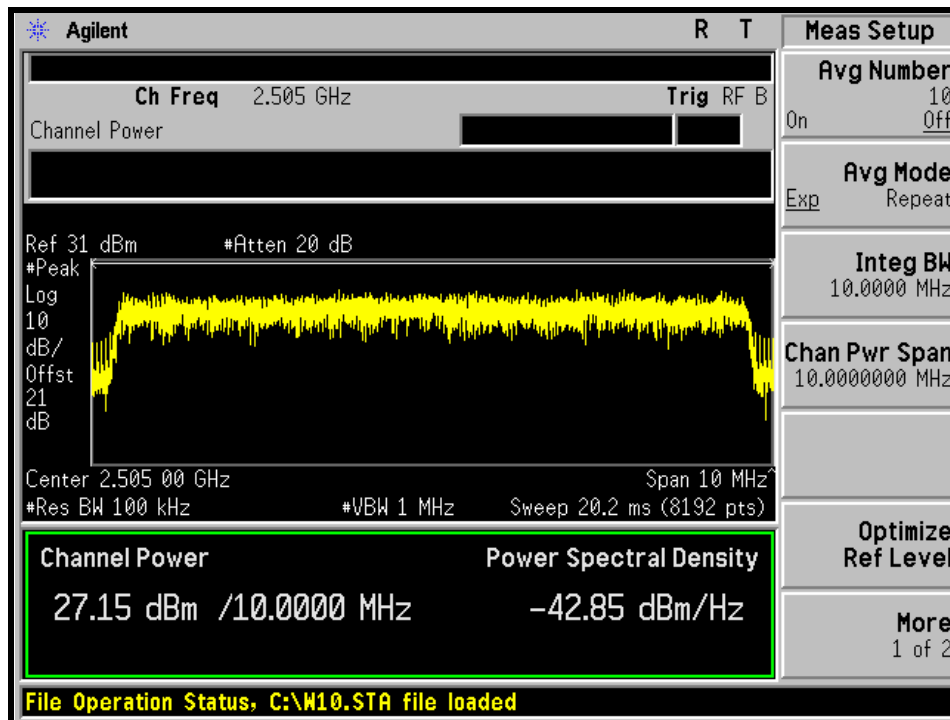 Agilent R T Meas Setup
Avg Number
10
On Off
Ch Freq 2.505 GHz Trig RF B
Channel Power
Avg Mode
Exp Repeat
Ref 31 dBm #Atten 20 dB
#Peak
Log
10
dB/
Offst
21
dB
Integ BW
10.0000 MHz
Chan Pwr Span
10.0000000 MHz
Center 2.505 00 GHz Span 10 MHz^
#Res BW 100 kHz #VBW 1 MHz Sweep 20.2 ms (8192 pts)
Optimize
Ref Level
Channel Power Power Spectral Density
27.15 dBm /10.0000 MHz -42.85 dBm/Hz
More
1 of 2
File Operation Status, C:\W10.STA file loaded